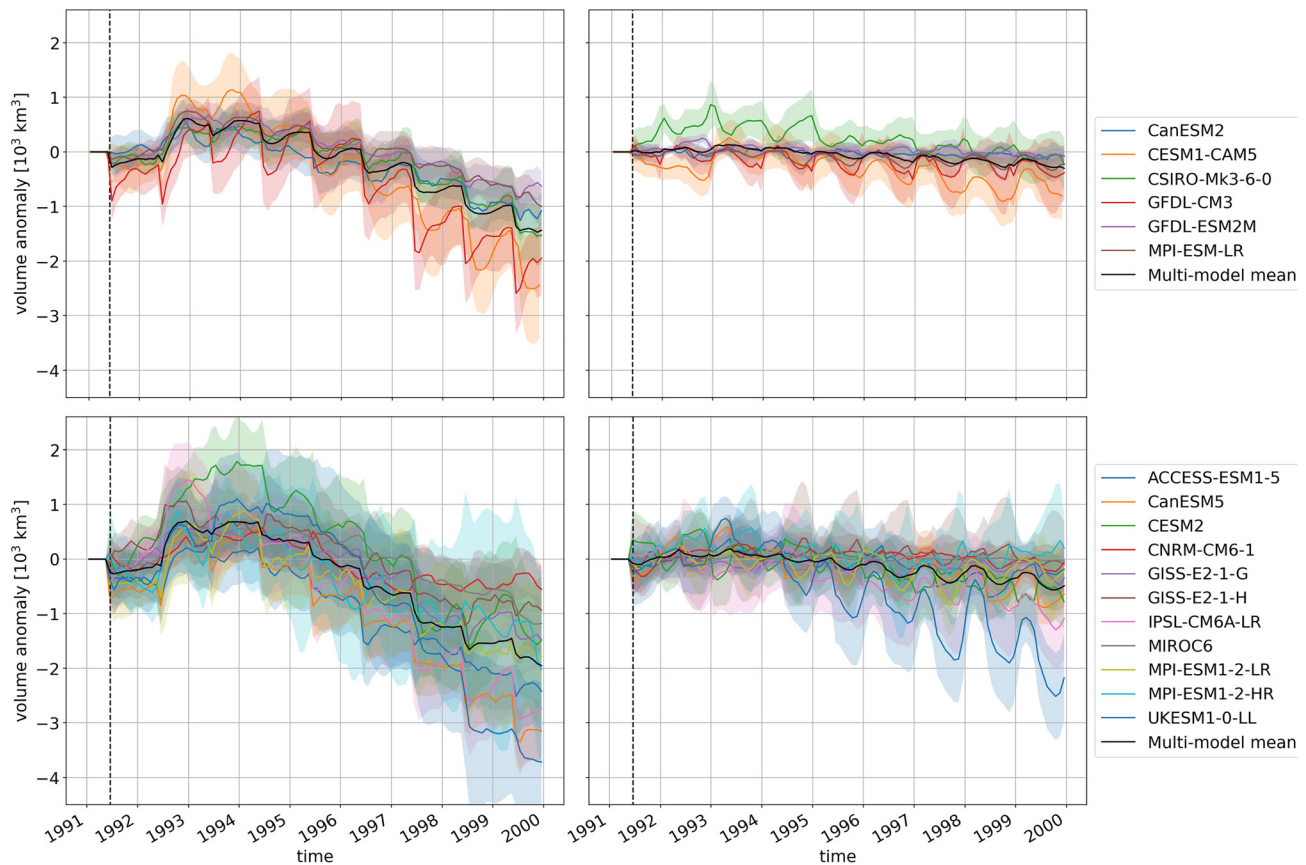 volume anomaly [10³ km³]
2
1
0
−1
−2
−3
−4
CanESM2
CESM1-CAM5
CSIRO-Mk3-6-0
GFDL-CM3
GFDL-ESM2M
MPI-ESM-LR
Multi-model mean
volume anomaly [10³ km³]
2
1
0
−1
−2
−3
−4
ACCESS-ESM1-5
CanESM5
CESM2
CNRM-CM6-1
GISS-E2-1-G
GISS-E2-1-H
IPSL-CM6A-LR
MIROC6
MPI-ESM1-2-LR
MPI-ESM1-2-HR
UKESM1-0-LL
Multi-model mean
1991 1992 1993 1994 1995 1996 1997 1998 1999 2000
time
1991 1992 1993 1994 1995 1996 1997 1998 1999 2000
time